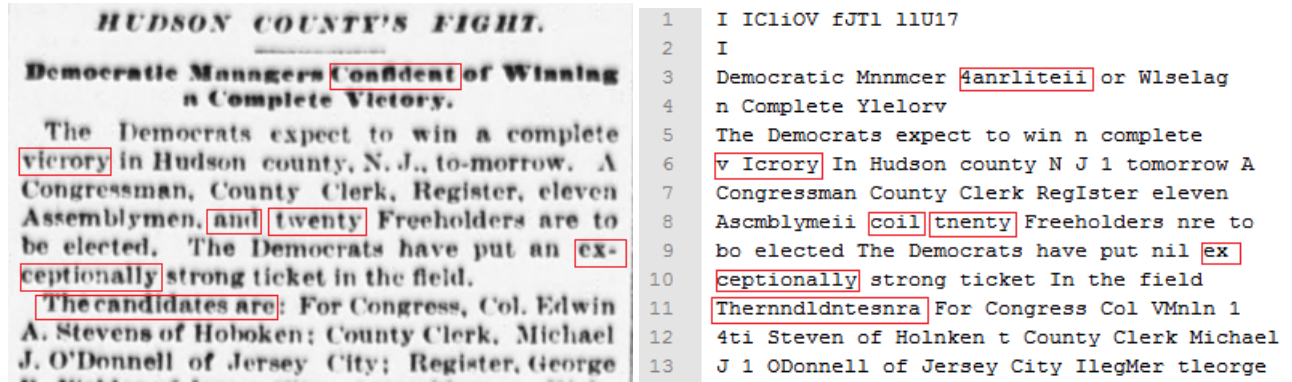 HUDSON COUNTY'S FIGHT.
Democratic Managers Confident of Winning
a Complete Victory.
The Democrats expect to win a complete
vicrory in Hudson county, N. J., to-morrow. A
Congressman, County Clerk, Register, eleven
Assemblymen, and twenty Freeholders are to
be elected. The Democrats have put an ex-
ceptionally strong ticket in the field.
The candidates are: For Congress, Col. Edwin
A. Stevens of Hoboken; County Clerk, Michael
J. O'Donnell of Jersey City; Register, George
1 I ICliOV fJTl llU17
2 I
3 Democratic Mnnmcer 4anrliteii or Wlselag
4 n Complete Ylelorv
5 The Democrats expect to win n complete
6 v Icrory In Hudson county N J 1 tomorrow A
7 Congressman County Clerk RegIster eleven
8 Ascmblymeii coil tnenty Freeholders nre to
9 bo elected The Democrats have put nil ex
10 ceptionally strong ticket In the field
11 Thernndldntesnra For Congress Col VMnln 1
12 4ti Steven of Holnken t County Clerk Michael
13 J 1 ODonnell of Jersey City IlegMer tleorge